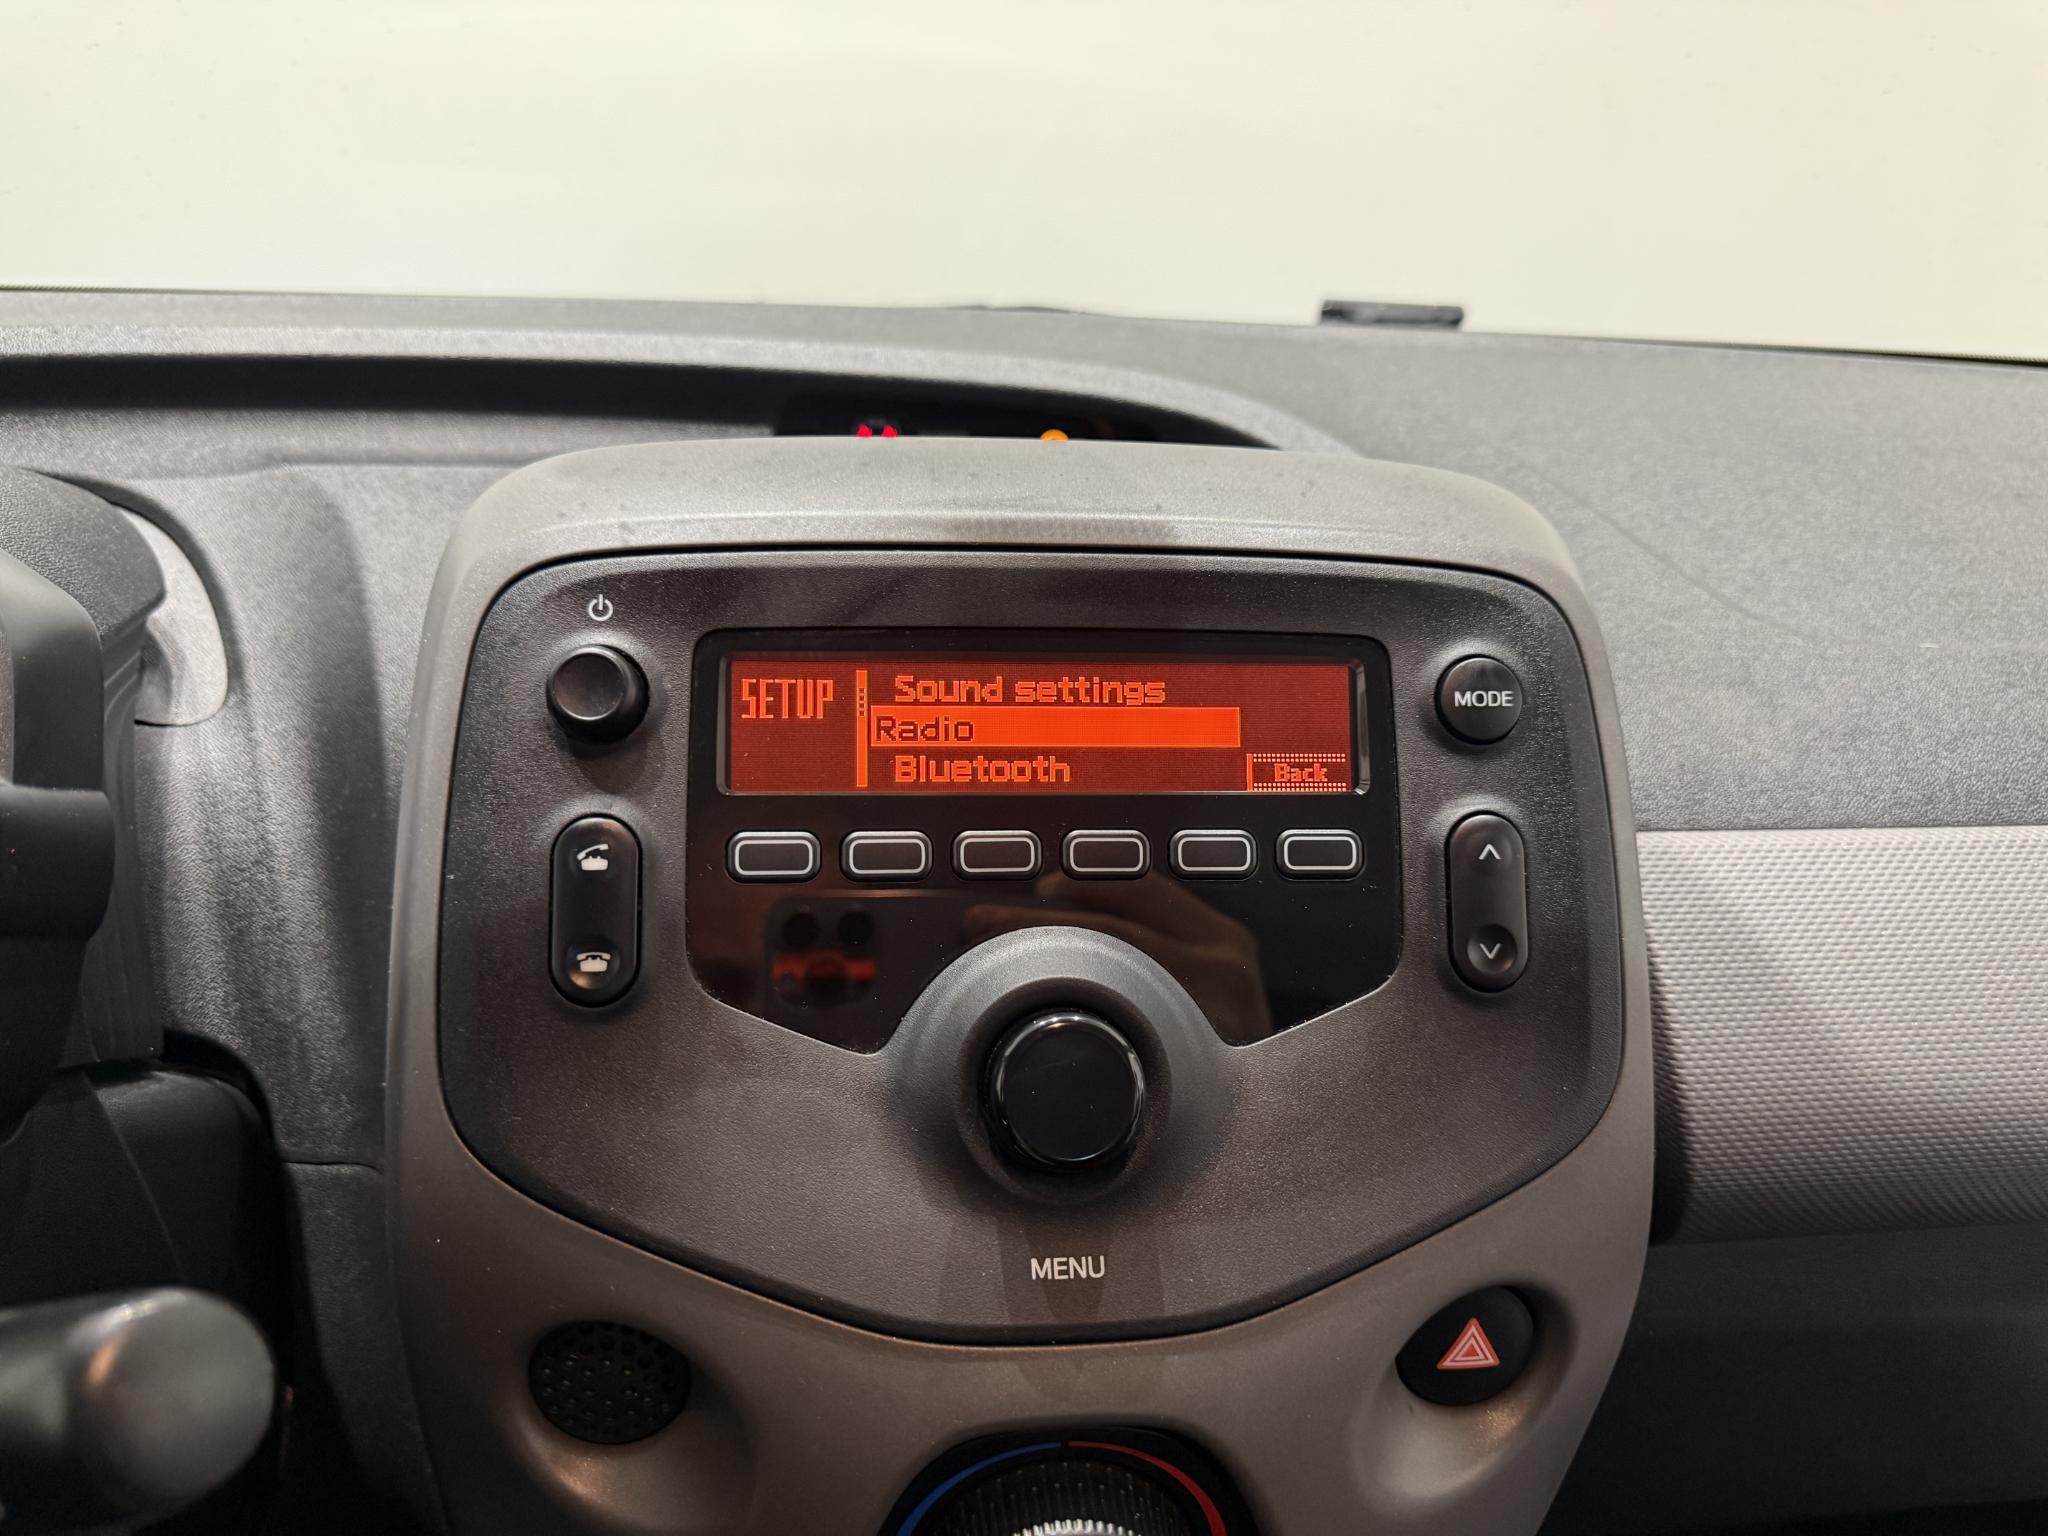 SETUP
Sound settings
Radio
Bluetooth
Back
MODE
MENU